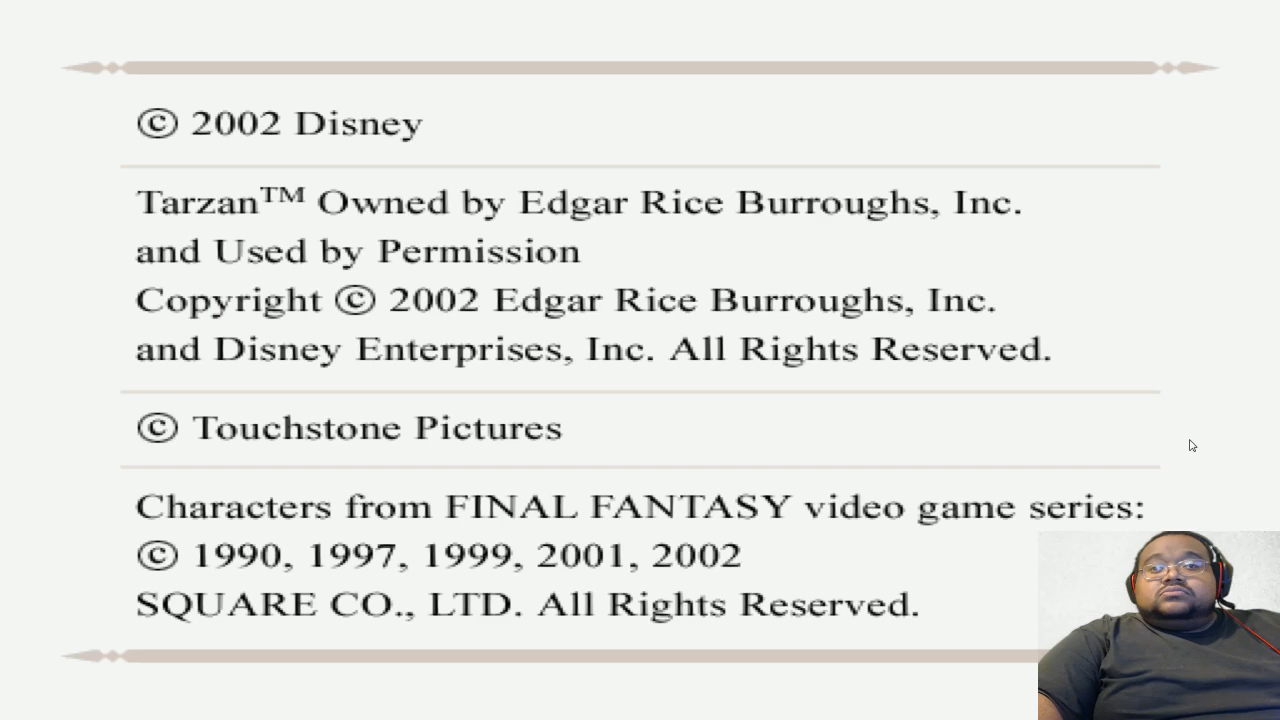 © 2002 Disney
Tarzan™ Owned by Edgar Rice Burroughs, Inc.
and Used by Permission
Copyright © 2002 Edgar Rice Burroughs, Inc.
and Disney Enterprises, Inc. All Rights Reserved.
© Touchstone Pictures
Characters from FINAL FANTASY video game series:
© 1990, 1997, 1999, 2001, 2002
SQUARE CO., LTD. All Rights Reserved.